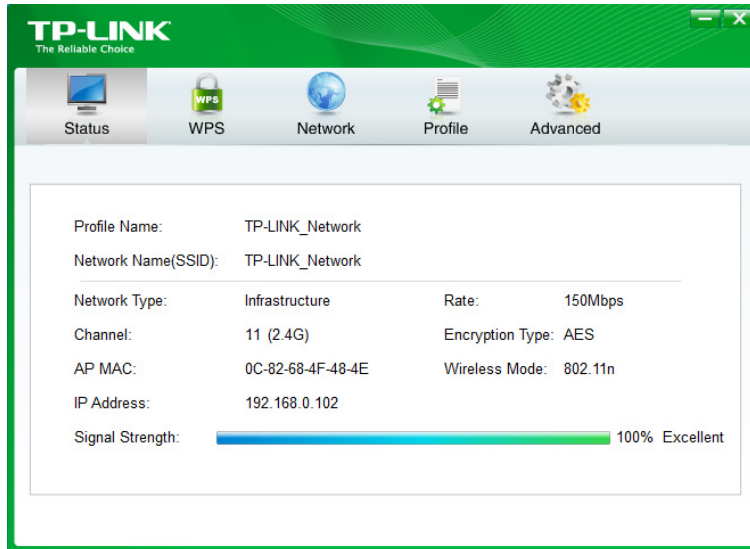 TP-LINK
The Reliable Choice
WPS
Status WPS Network Profile Advanced
Profile Name: TP-LINK_Network
Network Name(SSID): TP-LINK_Network
Network Type: Infrastructure Rate: 150Mbps
Channel: 11 (2.4G) Encryption Type: AES
AP MAC: 0C-82-68-4F-48-4E Wireless Mode: 802.11n
IP Address: 192.168.0.102
Signal Strength: 100% Excellent